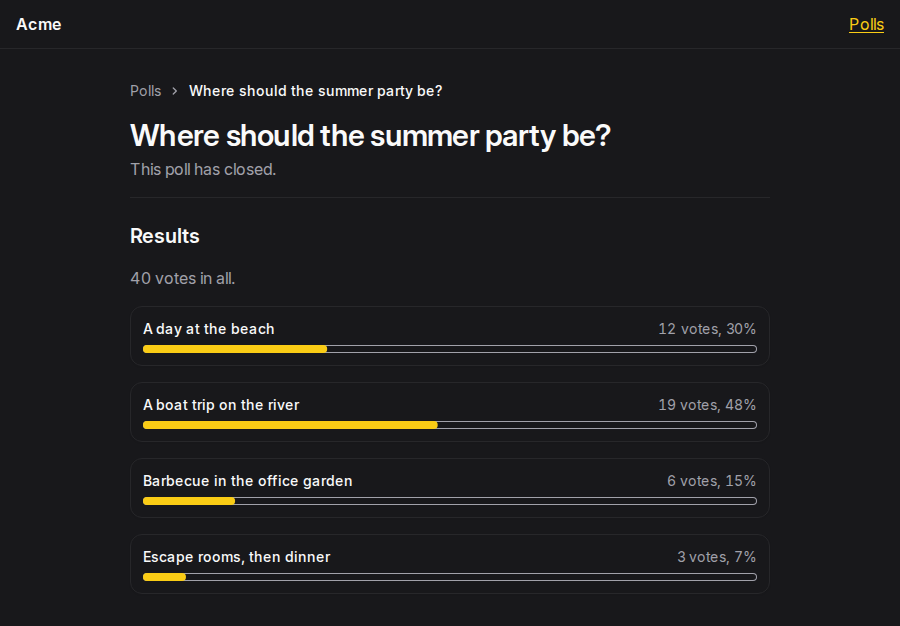 Acme
Polls
Polls
Where should the summer party be?
Where should the summer party be?
This poll has closed.
Results
40 votes in all.
A day at the beach
12 votes, 30%
A boat trip on the river
19 votes, 48%
Barbecue in the office garden
6 votes, 15%
Escape rooms, then dinner
3 votes, 7%